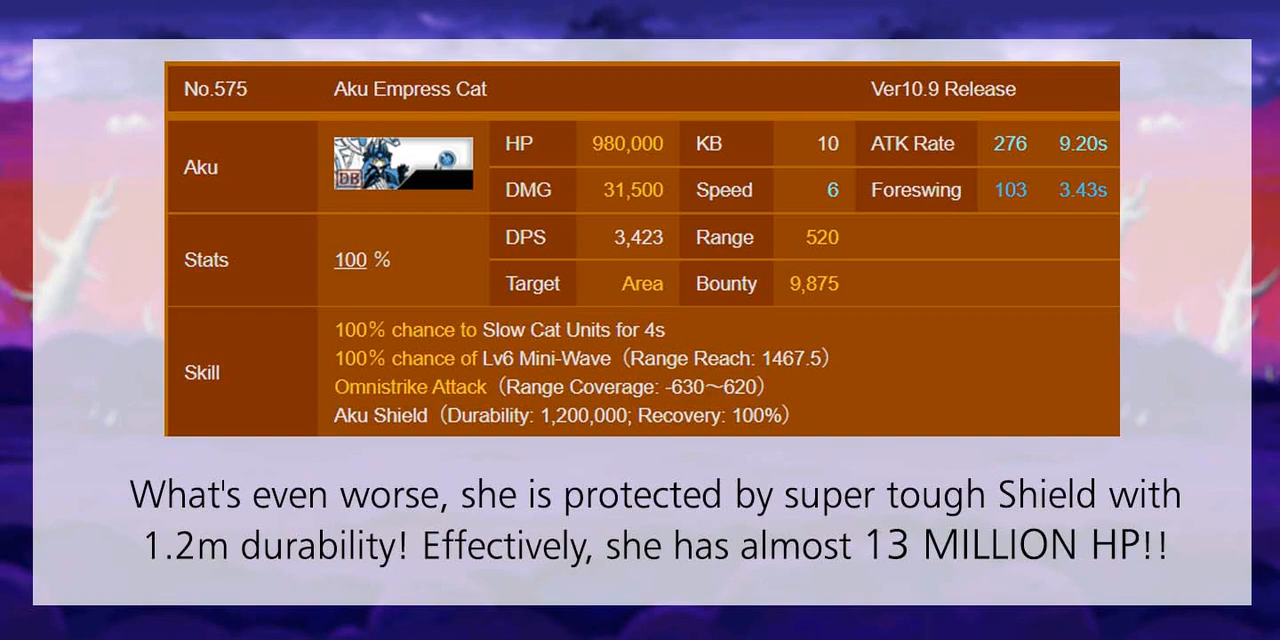 No.575 Aku Empress Cat Ver10.9 Release
Aku DB HP 980,000 KB 10 ATK Rate 276 9.20s
DMG 31,500 Speed 6 Foreswing 103 3.43s
Stats 100 % DPS 3,423 Range 520
Target Area Bounty 9,875
Skill 100% chance to Slow Cat Units for 4s
100% chance of Lv6 Mini-Wave（Range Reach: 1467.5）
Omnistrike Attack（Range Coverage: -630～620）
Aku Shield（Durability: 1,200,000; Recovery: 100%）
What's even worse, she is protected by super tough Shield with
1.2m durability! Effectively, she has almost 13 MILLION HP!!